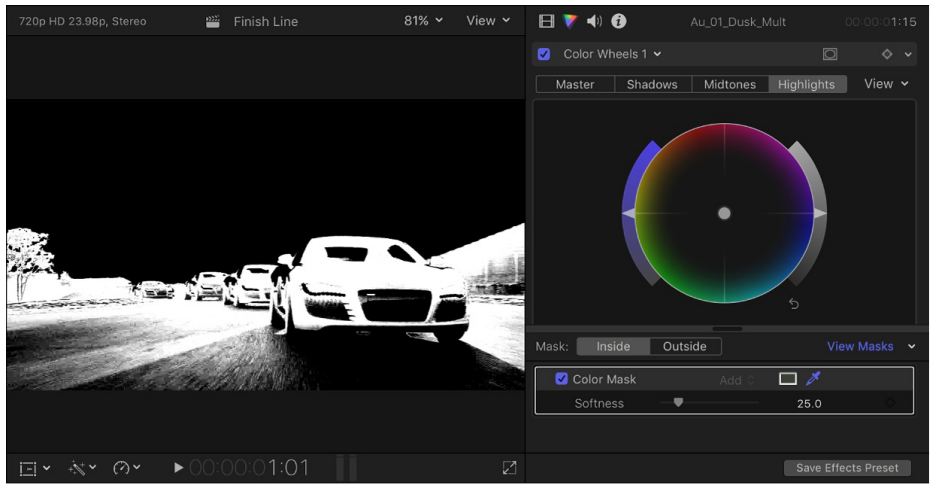 720p HD 23.98p, Stereo Finish Line 81% View
Au_01_Dusk_Mult 00:00:01:15
Color Wheels 1
Master Shadows Midtones Highlights View
Mask: Inside Outside View Masks
Color Mask Add
Softness 25.0
00:00:01:01
Save Effects Preset